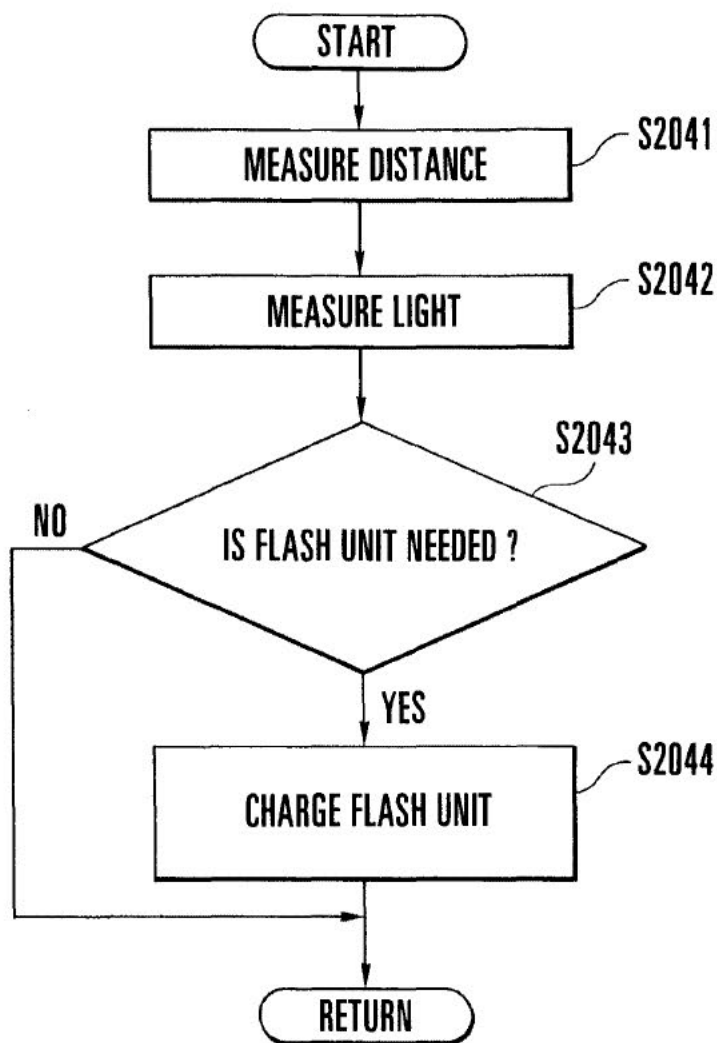 START
MEASURE DISTANCE
S2041
MEASURE LIGHT
S2042
IS FLASH UNIT NEEDED ?
S2043
NO
YES
CHARGE FLASH UNIT
S2044
RETURN